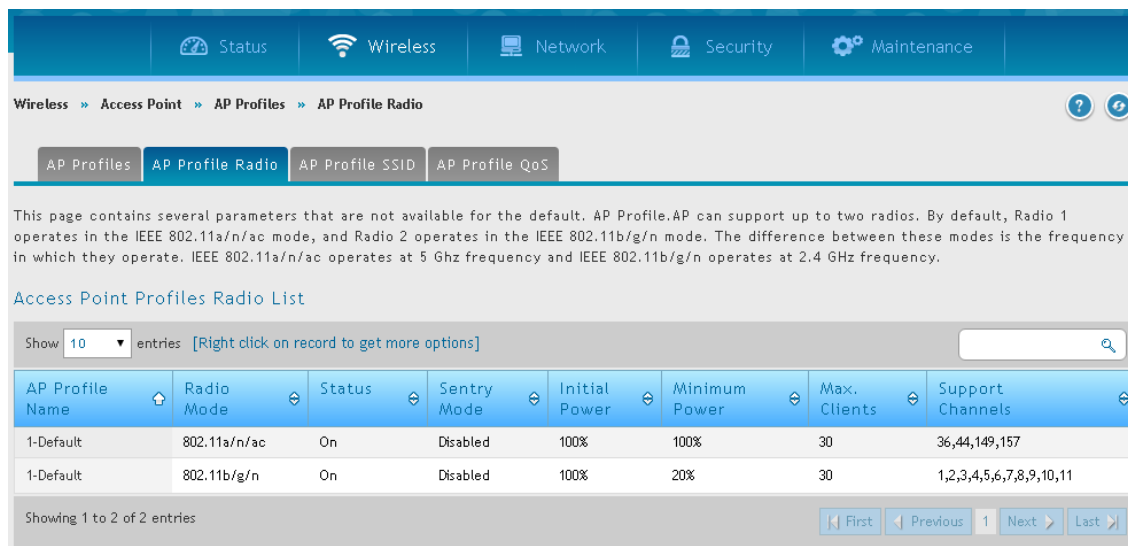 Status Wireless Network Security Maintenance
Wireless » Access Point » AP Profiles » AP Profile Radio
?
AP Profiles AP Profile Radio AP Profile SSID AP Profile QoS
This page contains several parameters that are not available for the default. AP Profile.AP can support up to two radios. By default, Radio 1
operates in the IEEE 802.11a/n/ac mode, and Radio 2 operates in the IEEE 802.11b/g/n mode. The difference between these modes is the frequency
in which they operate. IEEE 802.11a/n/ac operates at 5 Ghz frequency and IEEE 802.11b/g/n operates at 2.4 GHz frequency.
Access Point Profiles Radio List
Show 10 entries [Right click on record to get more options]
AP Profile Name Radio Mode Status Sentry Mode Initial Power Minimum Power Max. Clients Support Channels
1-Default 802.11a/n/ac On Disabled 100% 100% 30 36,44,149,157
1-Default 802.11b/g/n On Disabled 100% 20% 30 1,2,3,4,5,6,7,8,9,10,11
Showing 1 to 2 of 2 entries First Previous 1 Next Last